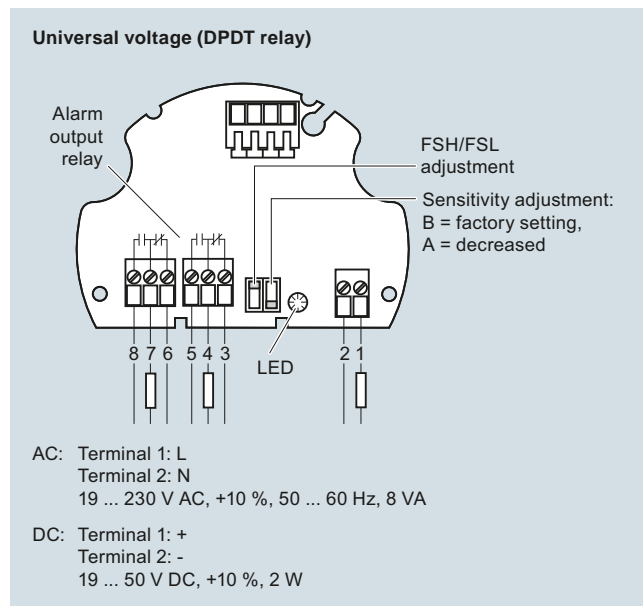 Universal voltage (DPDT relay)
Alarm
output
relay
FSH/FSL
adjustment
Sensitivity adjustment:
B = factory setting,
A = decreased
8 7 6 5 4 3 2 1
LED
AC: Terminal 1: L
Terminal 2: N
19 ... 230 V AC, +10 %, 50 ... 60 Hz, 8 VA
DC: Terminal 1: +
Terminal 2: -
19 ... 50 V DC, +10 %, 2 W